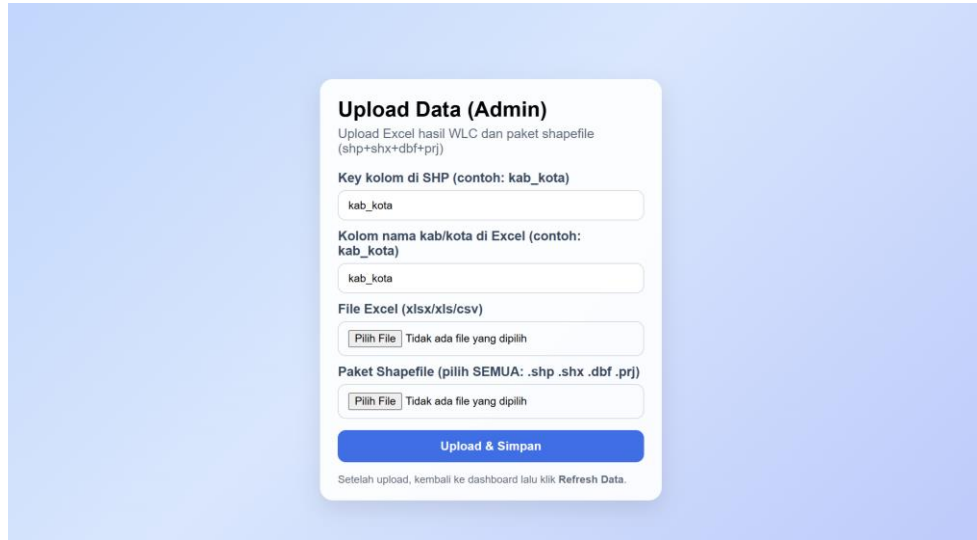 Upload Data (Admin)
Upload Excel hasil WLC dan paket shapefile
(shp+shx+dbf+prj)
Key kolom di SHP (contoh: kab_kota)
kab_kota
Kolom nama kab/kota di Excel (contoh:
kab_kota)
kab_kota
File Excel (xlsx/xls/csv)
Pilih File Tidak ada file yang dipilih
Paket Shapefile (pilih SEMUA: .shp .shx .dbf .prj)
Pilih File Tidak ada file yang dipilih
Upload & Simpan
Setelah upload, kembali ke dashboard lalu klik Refresh Data.